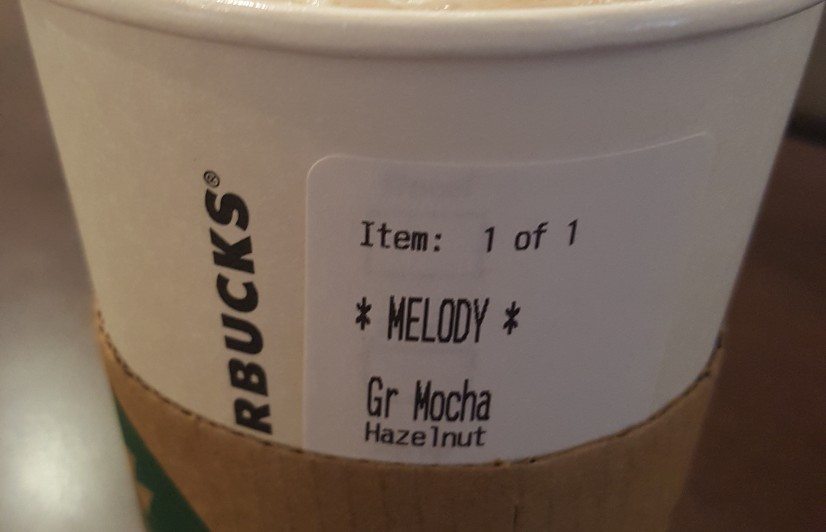 RBUCKS®
Item: 1 of 1
* MELODY *
Gr Mocha
Hazelnut